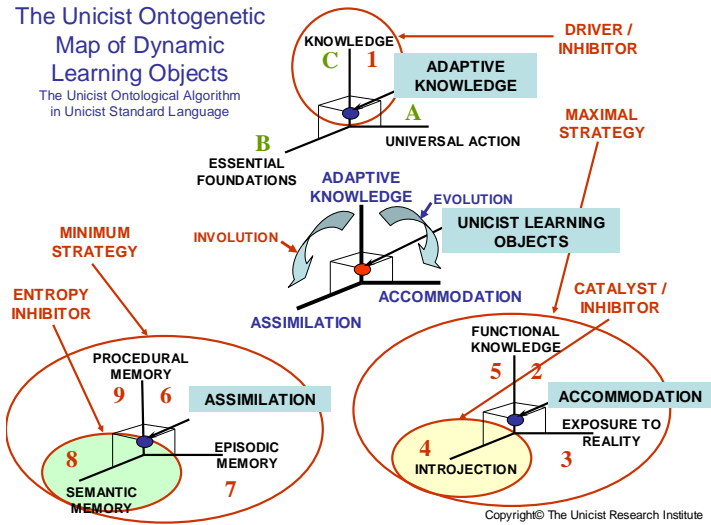 The Unicist Ontogenetic
Map of Dynamic
Learning Objects
The Unicist Ontological Algorithm
in Unicist Standard Language
KNOWLEDGE
C 1
DRIVER /
INHIBITOR
ADAPTIVE
KNOWLEDGE
A
B
UNIVERSAL ACTION
ESSENTIAL
FOUNDATIONS
MAXIMAL
STRATEGY
ADAPTIVE
KNOWLEDGE
EVOLUTION
INVOLUTION
UNICIST LEARNING
OBJECTS
ACCOMMODATION
ASSIMILATION
MINIMUM
STRATEGY
ENTROPY
INHIBITOR
CATALYST /
INHIBITOR
PROCEDURAL
MEMORY
9 6
ASSIMILATION
EPISODIC
MEMORY
7
8
SEMANTIC
MEMORY
FUNCTIONAL
KNOWLEDGE
5 2
ACCOMMODATION
EXPOSURE TO
REALITY
3
4
INTROJECTION
Copyright© The Unicist Research Institute